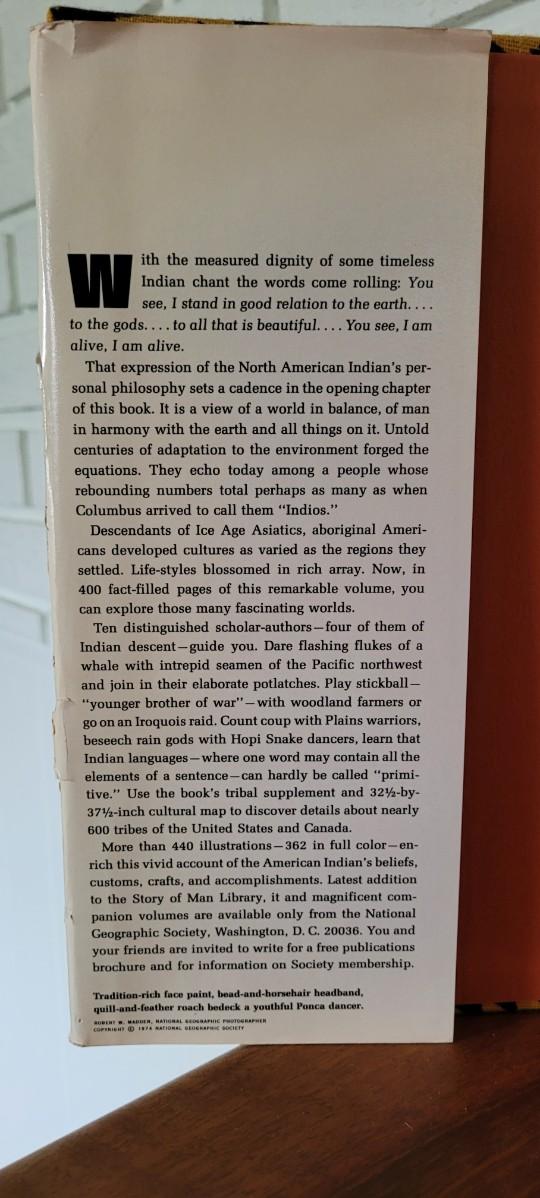 With the measured dignity of some timeless
Indian chant the words come rolling: You
see, I stand in good relation to the earth. . . .
to the gods. . . . to all that is beautiful. . . . You see, I am
alive, I am alive.
That expression of the North American Indian's per-
sonal philosophy sets a cadence in the opening chapter
of this book. It is a view of a world in balance, of man
in harmony with the earth and all things on it. Untold
centuries of adaptation to the environment forged the
equations. They echo today among a people whose
rebounding numbers total perhaps as many as when
Columbus arrived to call them “Indios.”
Descendants of Ice Age Asiatics, aboriginal Ameri-
cans developed cultures as varied as the regions they
settled. Life-styles blossomed in rich array. Now, in
400 fact-filled pages of this remarkable volume, you
can explore those many fascinating worlds.
Ten distinguished scholar-authors—four of them of
Indian descent—guide you. Dare flashing flukes of a
whale with intrepid seamen of the Pacific northwest
and join in their elaborate potlatches. Play stickball—
“younger brother of war”—with woodland farmers or
go on an Iroquois raid. Count coup with Plains warriors,
beseech rain gods with Hopi Snake dancers, learn that
Indian languages—where one word may contain all the
elements of a sentence—can hardly be called “primi-
tive.” Use the book's tribal supplement and 32½-by-
37½-inch cultural map to discover details about nearly
600 tribes of the United States and Canada.
More than 440 illustrations—362 in full color—en-
rich this vivid account of the American Indian's beliefs,
customs, crafts, and accomplishments. Latest addition
to the Story of Man Library, it and magnificent com-
panion volumes are available only from the National
Geographic Society, Washington, D. C. 20036. You and
your friends are invited to write for a free publications
brochure and for information on Society membership.
Tradition-rich face paint, bead-and-horsehair headband,
quill-and-feather roach bedeck a youthful Ponca dancer.
ROBERT W. MADDEN, NATIONAL GEOGRAPHIC PHOTOGRAPHER
COPYRIGHT © 1974 NATIONAL GEOGRAPHIC SOCIETY